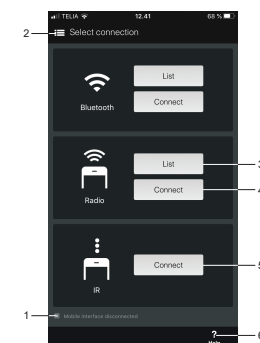 TELIA 12.41 68 %
2 Select connection
List
Bluetooth
Connect
List 3
Connect 4
Radio
Connect 5
IR
1 Mobile interface disconnected
? 6
Help